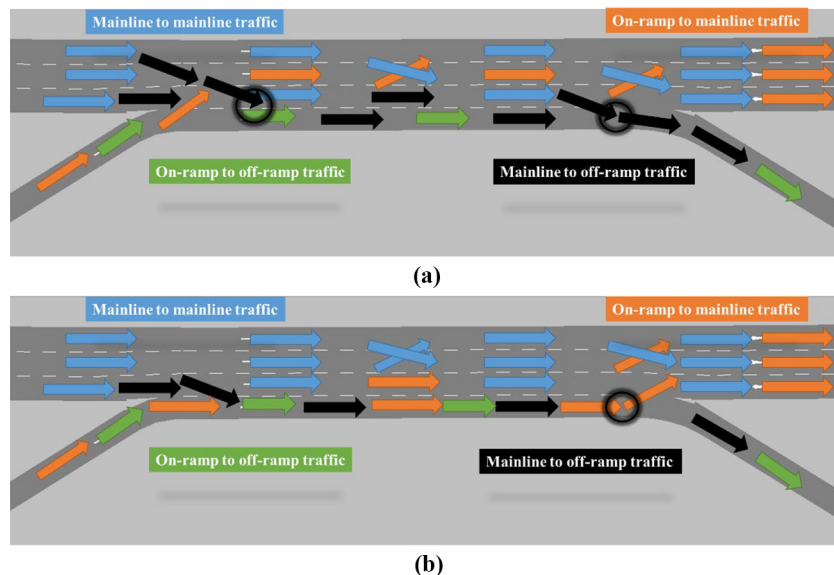 Mainline to mainline traffic
On-ramp to mainline traffic
On-ramp to off-ramp traffic
Mainline to off-ramp traffic
(a)
Mainline to mainline traffic
On-ramp to mainline traffic
On-ramp to off-ramp traffic
Mainline to off-ramp traffic
(b)